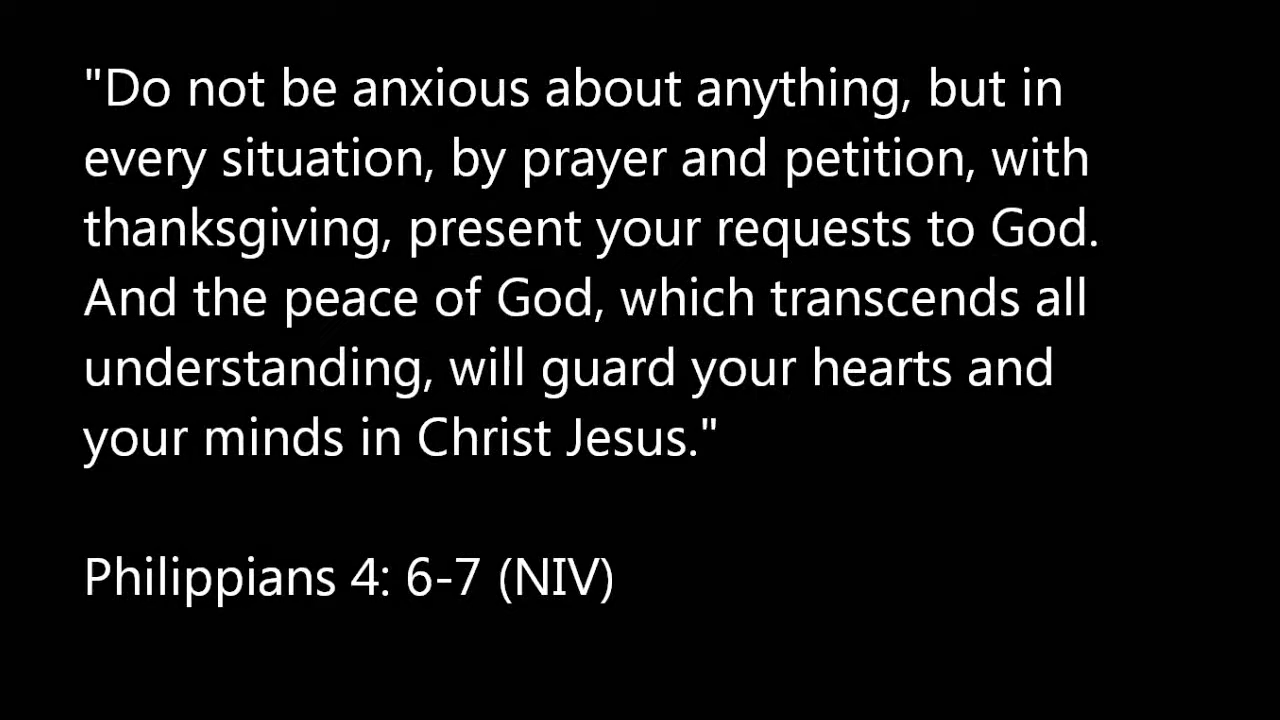 "Do not be anxious about anything, but in
every situation, by prayer and petition, with
thanksgiving, present your requests to God.
And the peace of God, which transcends all
understanding, will guard your hearts and
your minds in Christ Jesus."
Philippians 4: 6-7 (NIV)